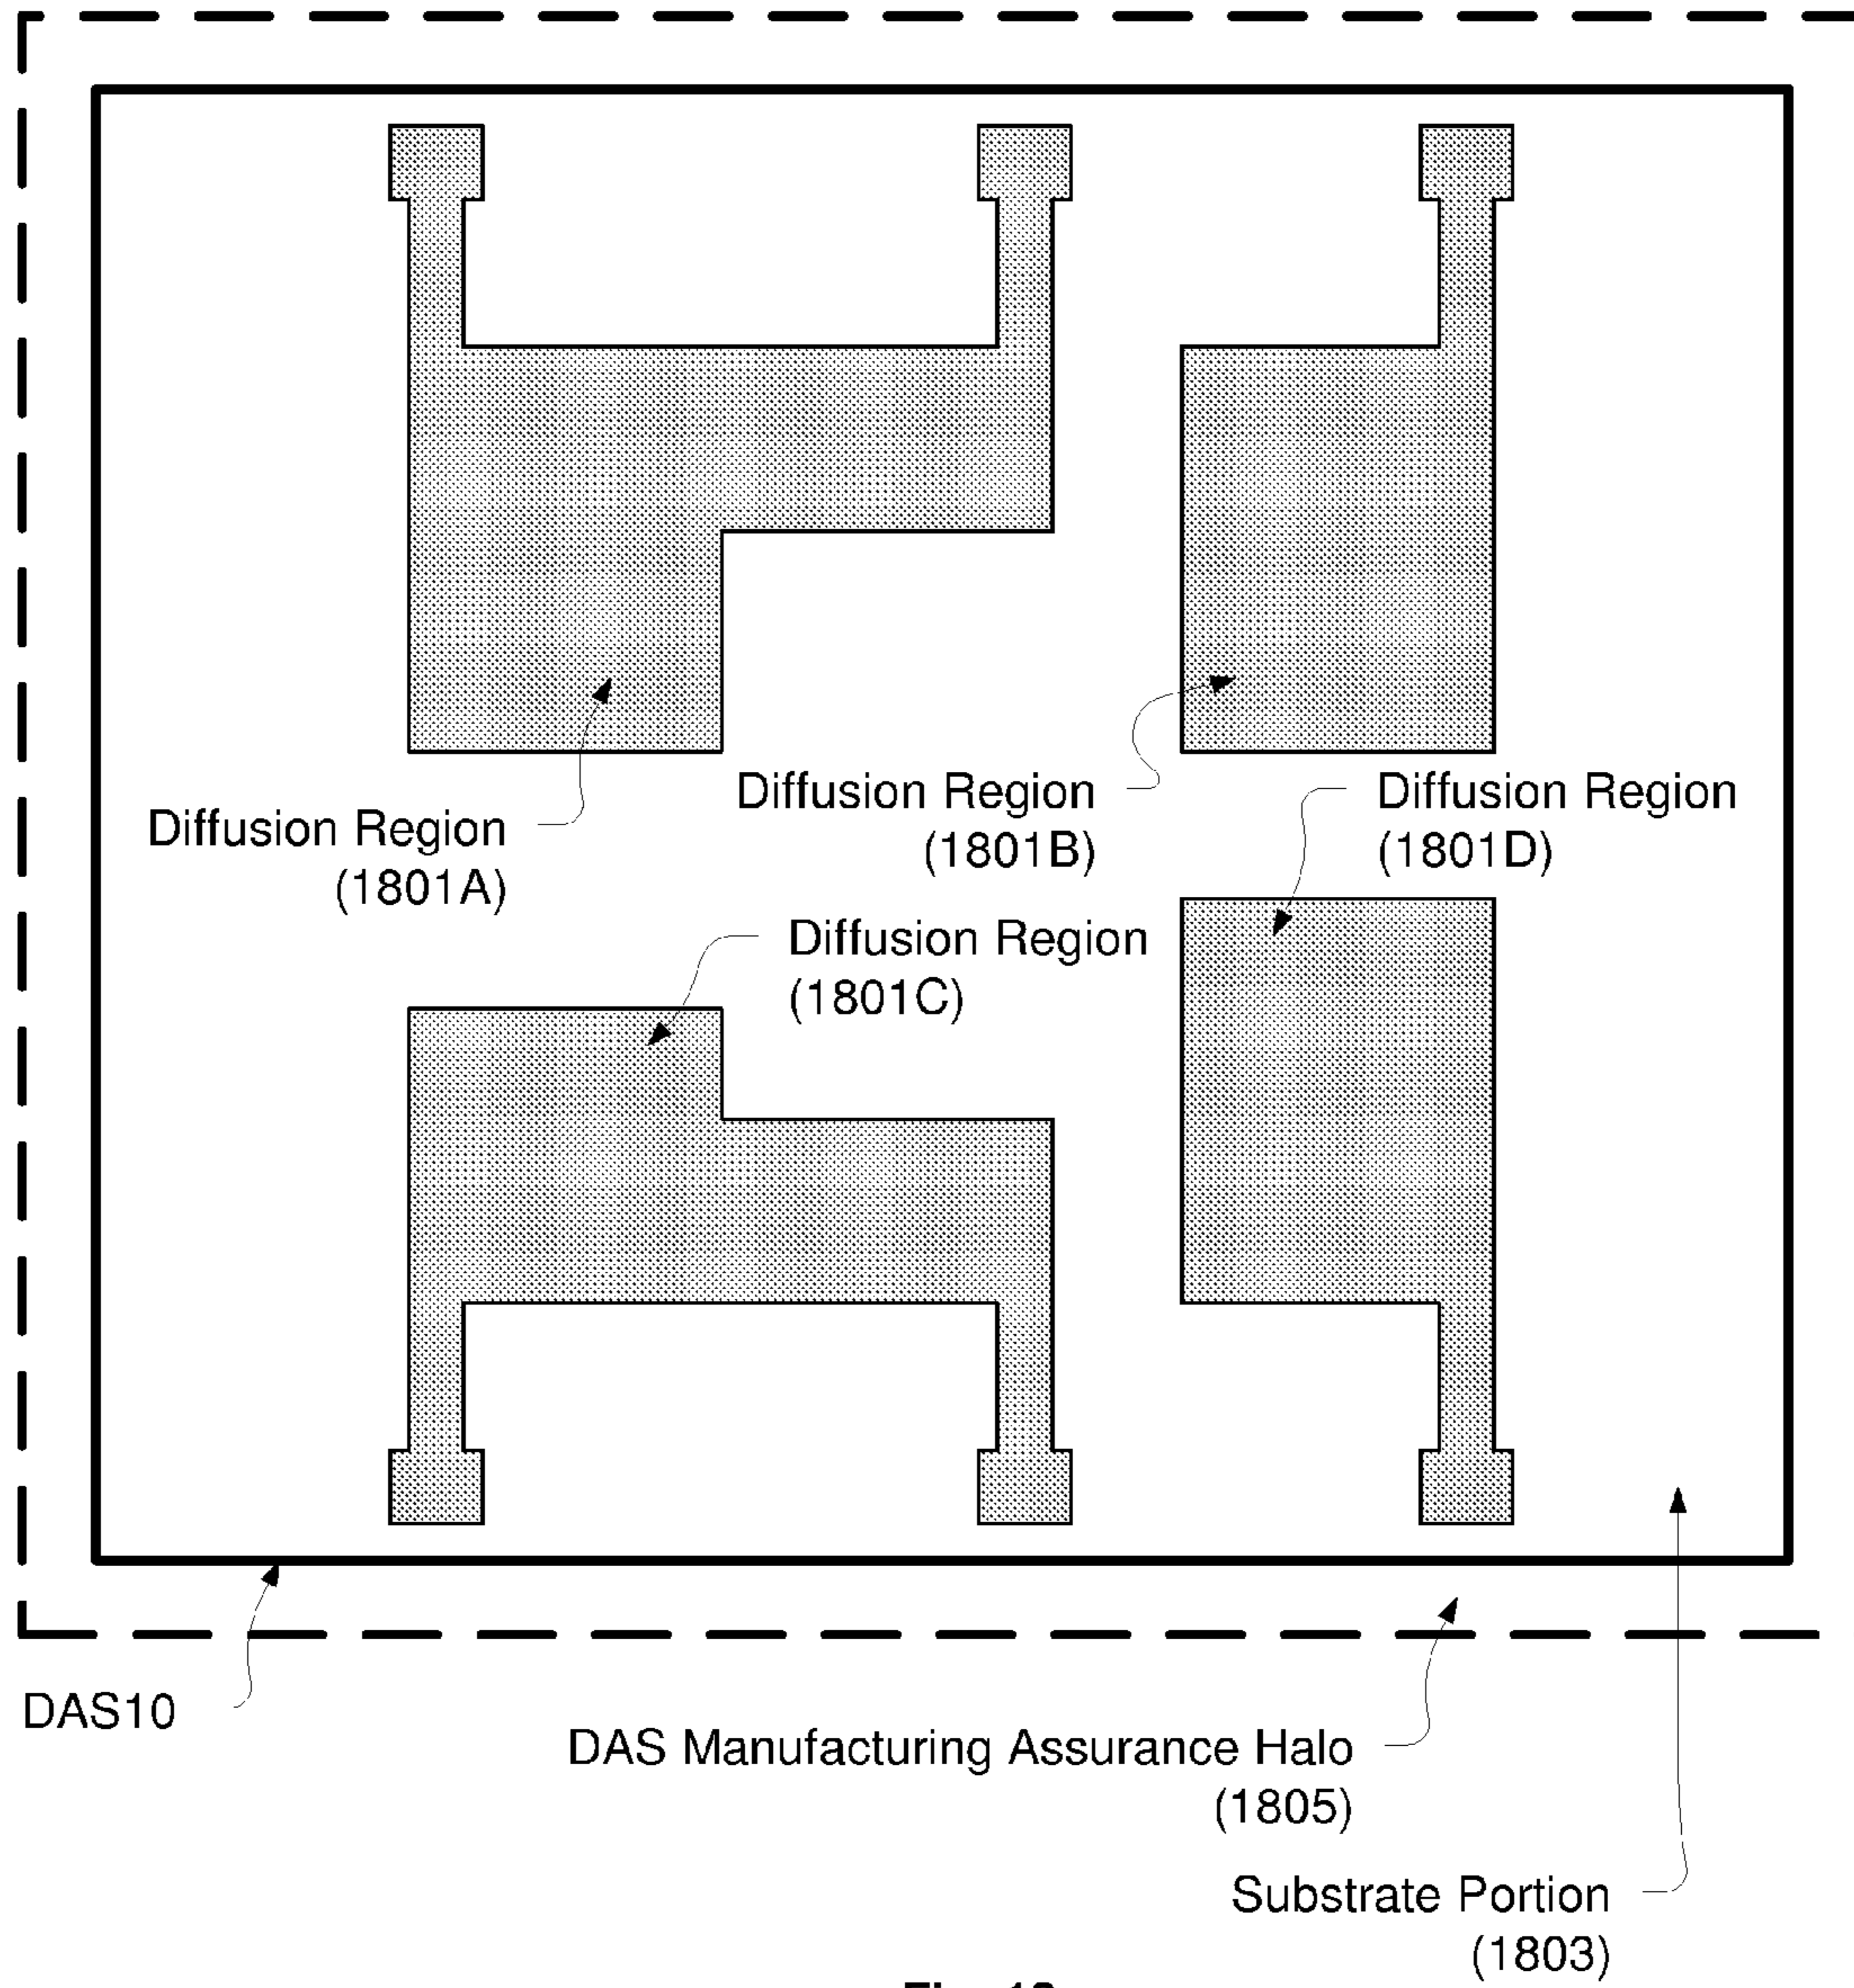 Diffusion Region
(1801A)
Diffusion Region
(1801B)
Diffusion Region
(1801D)
Diffusion Region
(1801C)
DAS10
DAS Manufacturing Assurance Halo
(1805)
Substrate Portion
(1803)